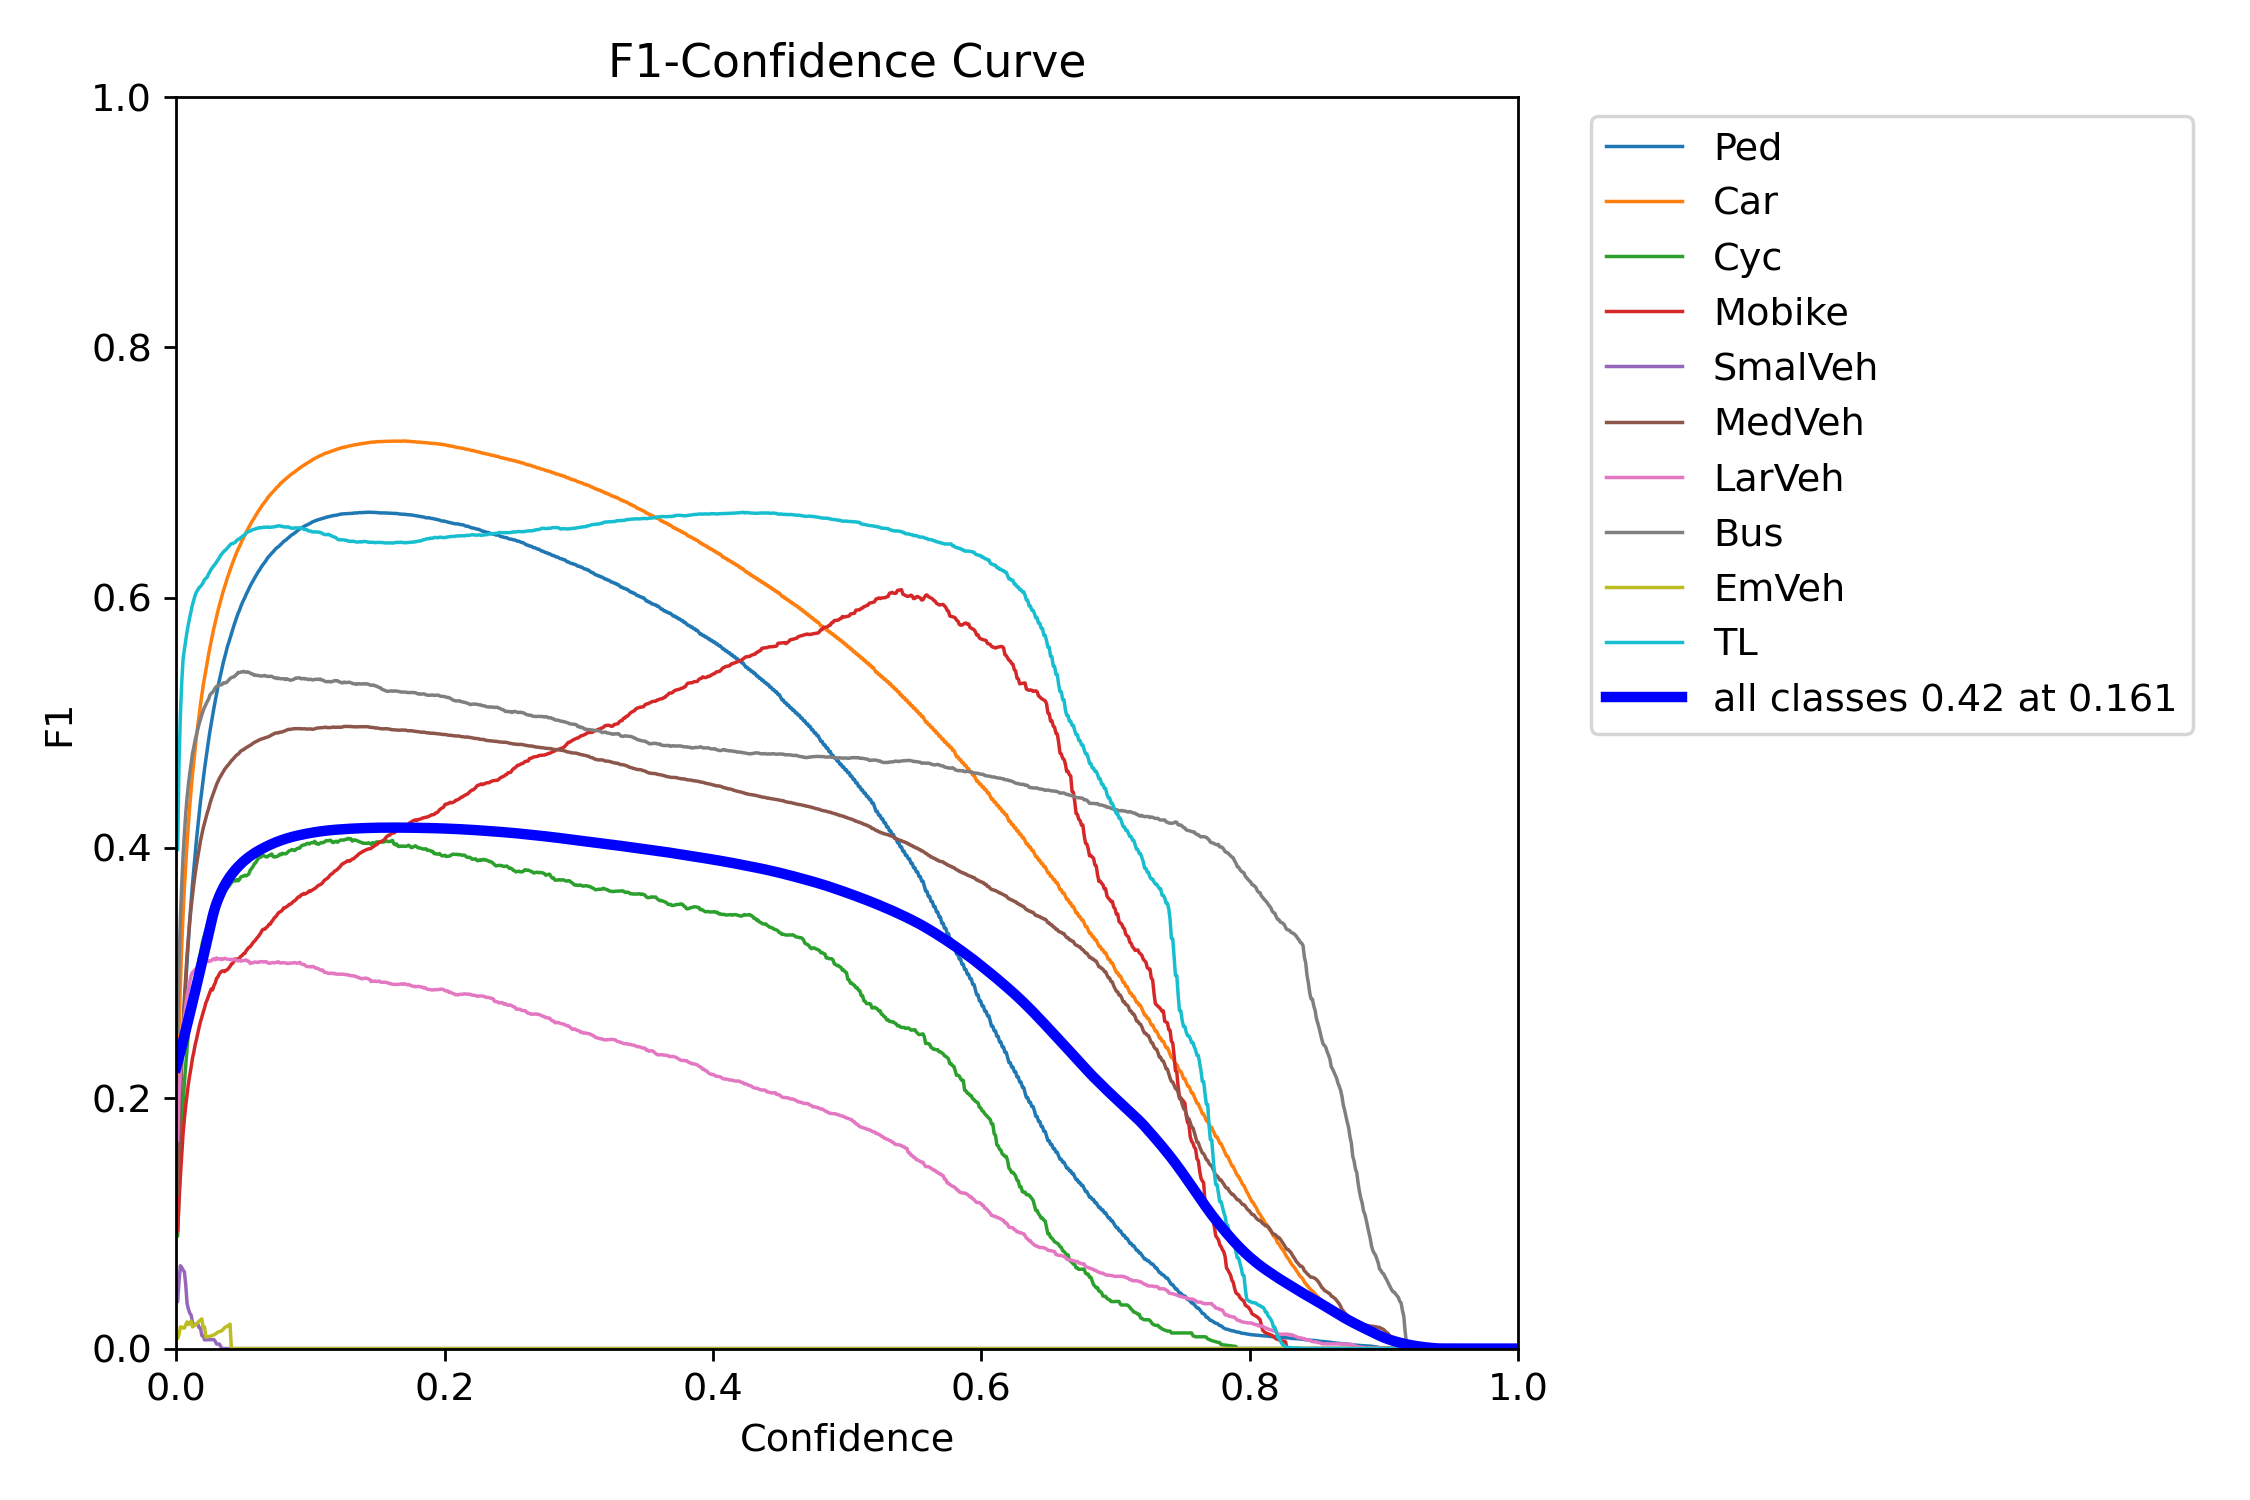 F1-Confidence Curve
1.0
0.8
0.6
0.4
0.2
0.0
F1
0.0 0.2 0.4 0.6 0.8 1.0
Confidence
Ped
Car
Cyc
Mobike
SmalVeh
MedVeh
LarVeh
Bus
EmVeh
TL
all classes 0.42 at 0.161